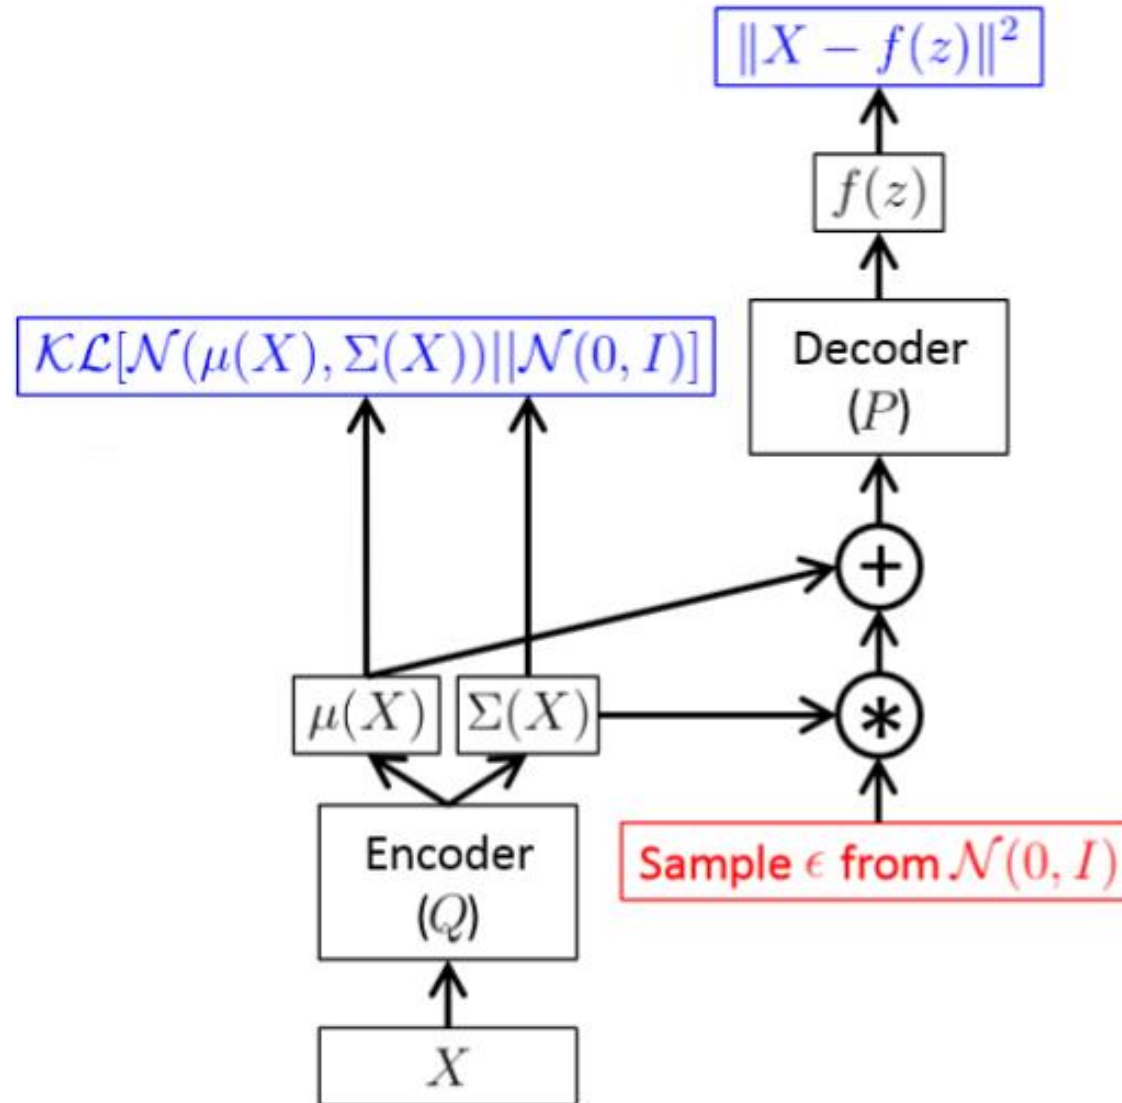 ‖X − f(z)‖²
f(z)
𝒦ℒ[𝒩(μ(X), Σ(X))||𝒩(0, I)]
Decoder
(P)
+
μ(X)
Σ(X)
*
Encoder
(Q)
Sample ϵ from 𝒩(0, I)
X